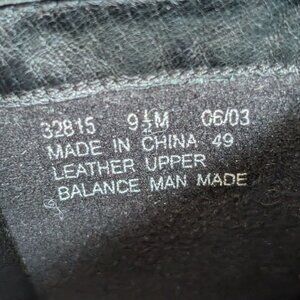 32815 9½M 06/03
MADE IN CHINA 49
LEATHER UPPER
BALANCE MAN MADE